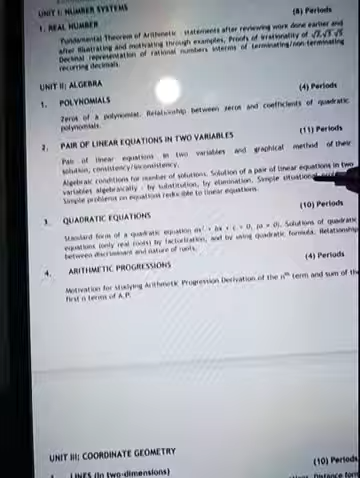 UNIT I: NUMBER SYSTEMS
1. REAL NUMBER (8) Periods
Fundamental Theorem of Arithmetic - statements after reviewing work done earlier and
after illustrating and motivating through examples, Proofs of irrationality of √2, √3 √5
Decimal representation of rational numbers interms of terminating/non-terminating
recurring decimals.
UNIT II: ALGEBRA
1. POLYNOMIALS (4) Periods
Zeros of a polynomial. Relationship between zeros and coefficients of quadratic
polynomials.
2. PAIR OF LINEAR EQUATIONS IN TWO VARIABLES (11) Periods
Pair of linear equations in two variables and graphical method of their
solution, consistency/inconsistency.
Algebraic conditions for number of solutions. Solution of a pair of linear equations in two
variables algebraically - by substitution, by elimination. Simple situations
Simple problems on equations reducible to linear equations.
3. QUADRATIC EQUATIONS (10) Periods
Standard form of a quadratic equation ax² + bx + c = 0, (a ≠ 0). Solutions of quadratic
equations (only real roots) by factorization, and by using quadratic formula. Relationship
between discriminant and nature of roots.
4. ARITHMETIC PROGRESSIONS (4) Periods
Motivation for studying Arithmetic Progression Derivation of the nth term and sum of the
first n terms of A.P.
UNIT III: COORDINATE GEOMETRY
LINES (In two-dimensions) (10) Periods
Distance form